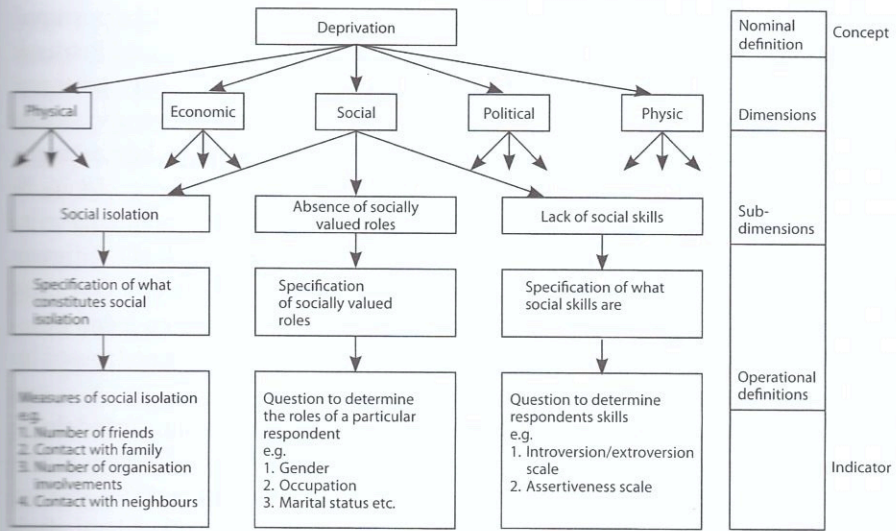 Deprivation
Nominal
definition
Concept
Physical
Economic
Social
Political
Physic
Dimensions
Social isolation
Absence of socially
valued roles
Lack of social skills
Sub-
dimensions
Specification of what
constitutes social
isolation
Specification
of socially valued
roles
Specification of what
social skills are
Operational
definitions
Measures of social isolation
e.g.
1. Number of friends
2. Contact with family
3. Number of organisation
involvements
4. Contact with neighbours
Question to determine
the roles of a particular
respondent
e.g.
1. Gender
2. Occupation
3. Marital status etc.
Question to determine
respondents skills
e.g.
1. Introversion/extroversion
scale
2. Assertiveness scale
Indicator